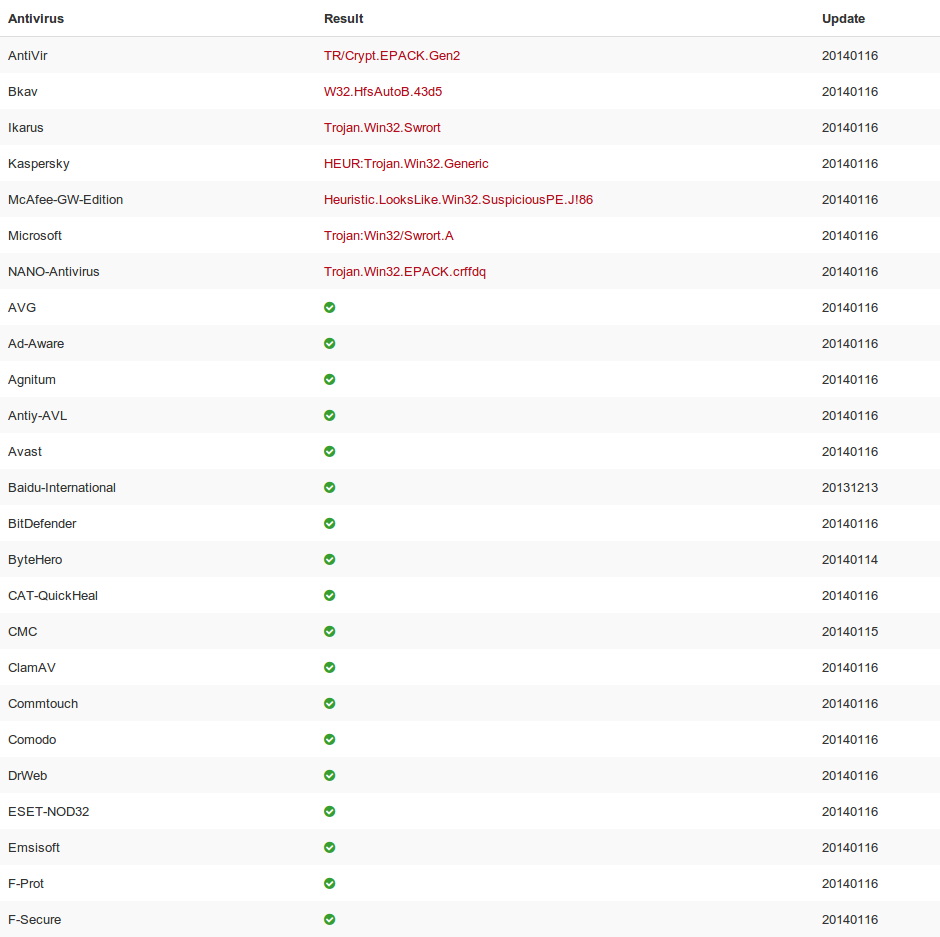 Antivirus Result Update
AntiVir TR/Crypt.EPACK.Gen2 20140116
Bkav W32.HfsAutoB.43d5 20140116
Ikarus Trojan.Win32.Swrort 20140116
Kaspersky HEUR:Trojan.Win32.Generic 20140116
McAfee-GW-Edition Heuristic.LooksLike.Win32.SuspiciousPE.J!86 20140116
Microsoft Trojan:Win32/Swrort.A 20140116
NANO-Antivirus Trojan.Win32.EPACK.crffdq 20140116
AVG 20140116
Ad-Aware 20140116
Agnitum 20140116
Antiy-AVL 20140116
Avast 20140116
Baidu-International 20131213
BitDefender 20140116
ByteHero 20140114
CAT-QuickHeal 20140116
CMC 20140115
ClamAV 20140116
Commtouch 20140116
Comodo 20140116
DrWeb 20140116
ESET-NOD32 20140116
Emsisoft 20140116
F-Prot 20140116
F-Secure 20140116